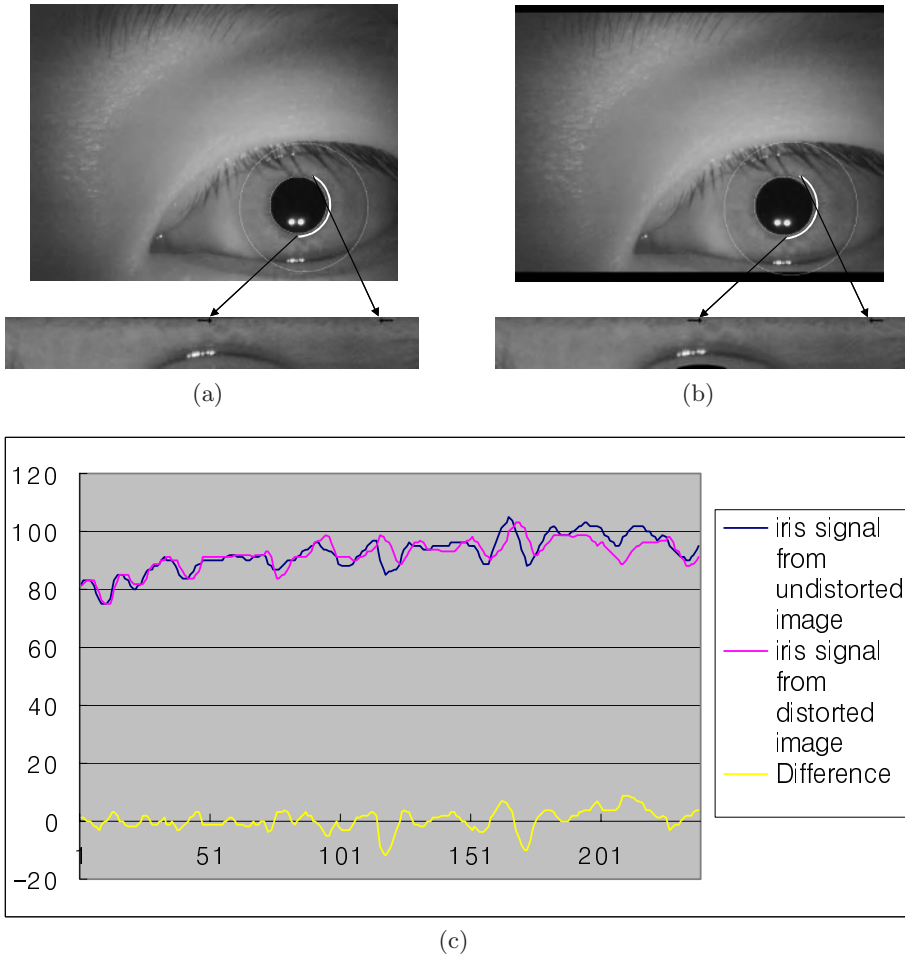 (a)
(b)
120
100
80
60
40
20
0
−20
1
51
101
151
201
iris signal
from
undistorted
image
iris signal
from
distorted
image
Difference
(c)